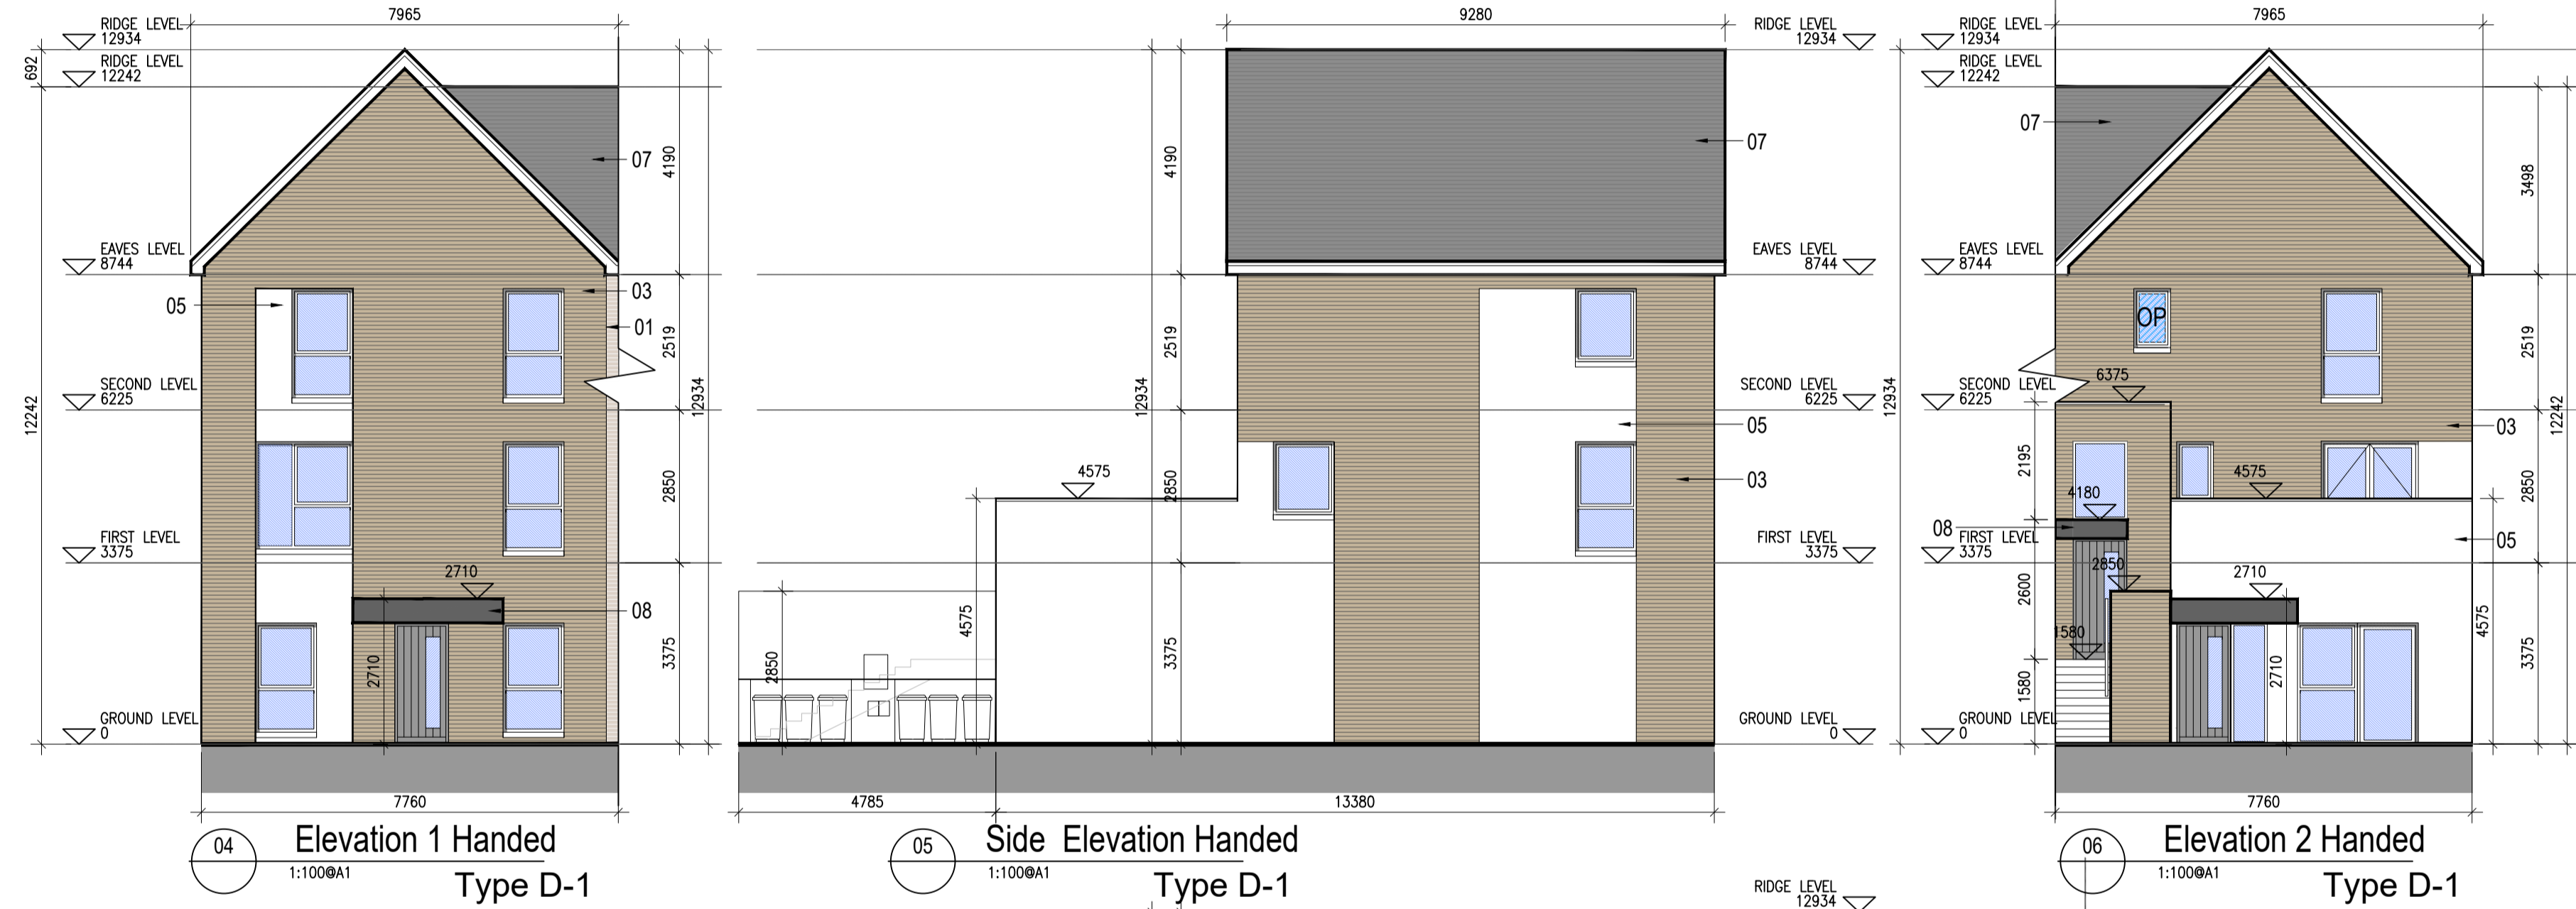 7965
RIDGE LEVEL
12934
692
RIDGE LEVEL
12242
07
4190
EAVES LEVEL
8744
03
05
01
2519
SECOND LEVEL
6225
12934
12242
2850
FIRST LEVEL
3375
2710
08
2710
3375
GROUND LEVEL
0
7760
04
Elevation 1 Handed
1:100@A1
Type D-1
9280
RIDGE LEVEL
12934
4190
07
EAVES LEVEL
8744
2519
12934
SECOND LEVEL
6225
05
4575
2850
03
FIRST LEVEL
3375
4575
2850
3375
GROUND LEVEL
0
4785
13380
05
Side Elevation Handed
1:100@A1
Type D-1
RIDGE LEVEL
12934
7965
RIDGE LEVEL
12934
RIDGE LEVEL
12242
07
3498
EAVES LEVEL
8744
OP
2519
6375
SECOND LEVEL
6225
12934
12242
03
2195
4575
4180
2850
08
FIRST LEVEL
3375
05
2850
2710
2600
4575
1580
2710
3375
1580
GROUND LEVEL
0
7760
06
Elevation 2 Handed
1:100@A1
Type D-1